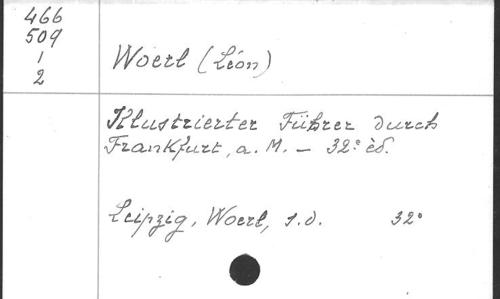 466
509
1
2
Woerl (Léon)
Illustrierter Führer durch
Frankfurt, a. M. — 32e éd.
Leipzig, Woerl, s.d. 32°